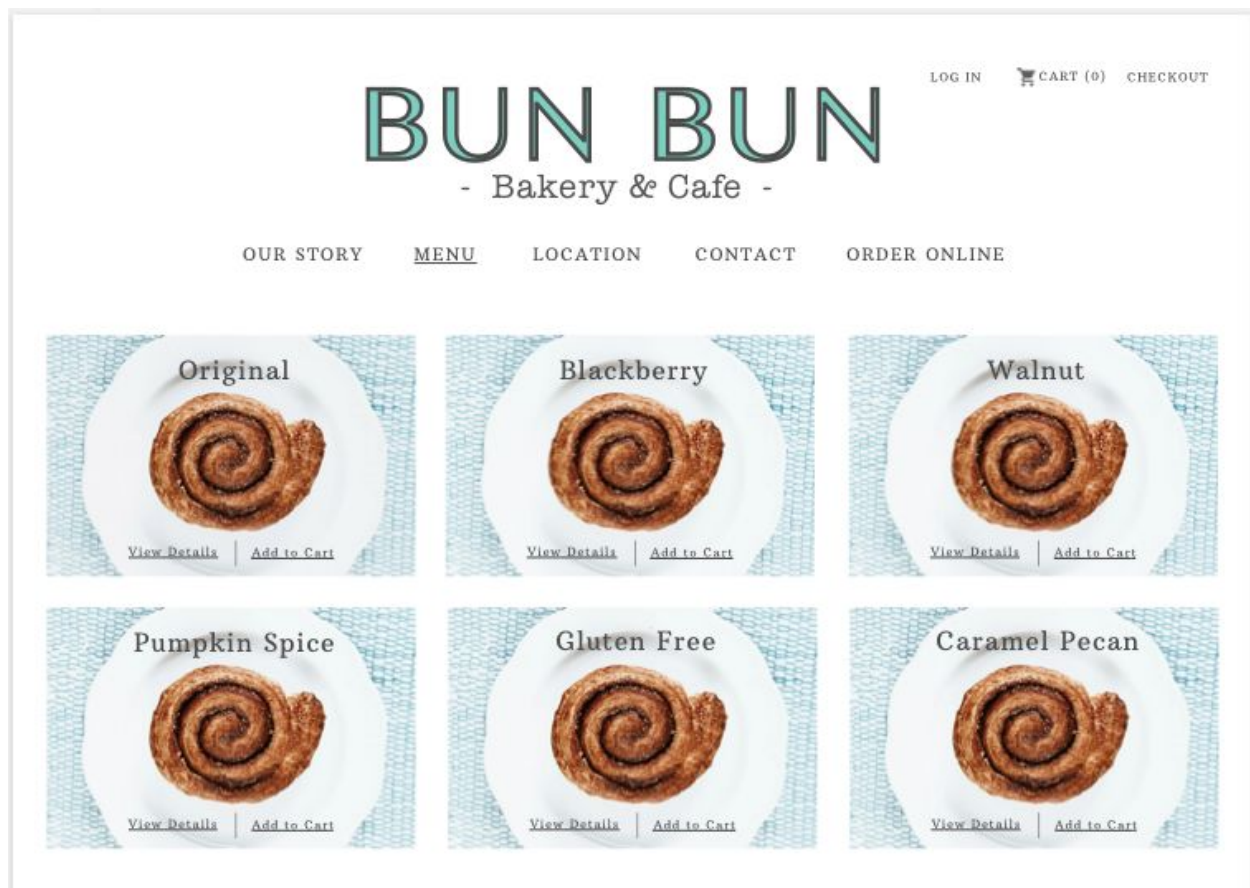 LOG IN CART (0) CHECKOUT
BUN BUN
- Bakery & Cafe -
OUR STORY MENU LOCATION CONTACT ORDER ONLINE
Original
View Details | Add to Cart
Blackberry
View Details | Add to Cart
Walnut
View Details | Add to Cart
Pumpkin Spice
View Details | Add to Cart
Gluten Free
View Details | Add to Cart
Caramel Pecan
View Details | Add to Cart